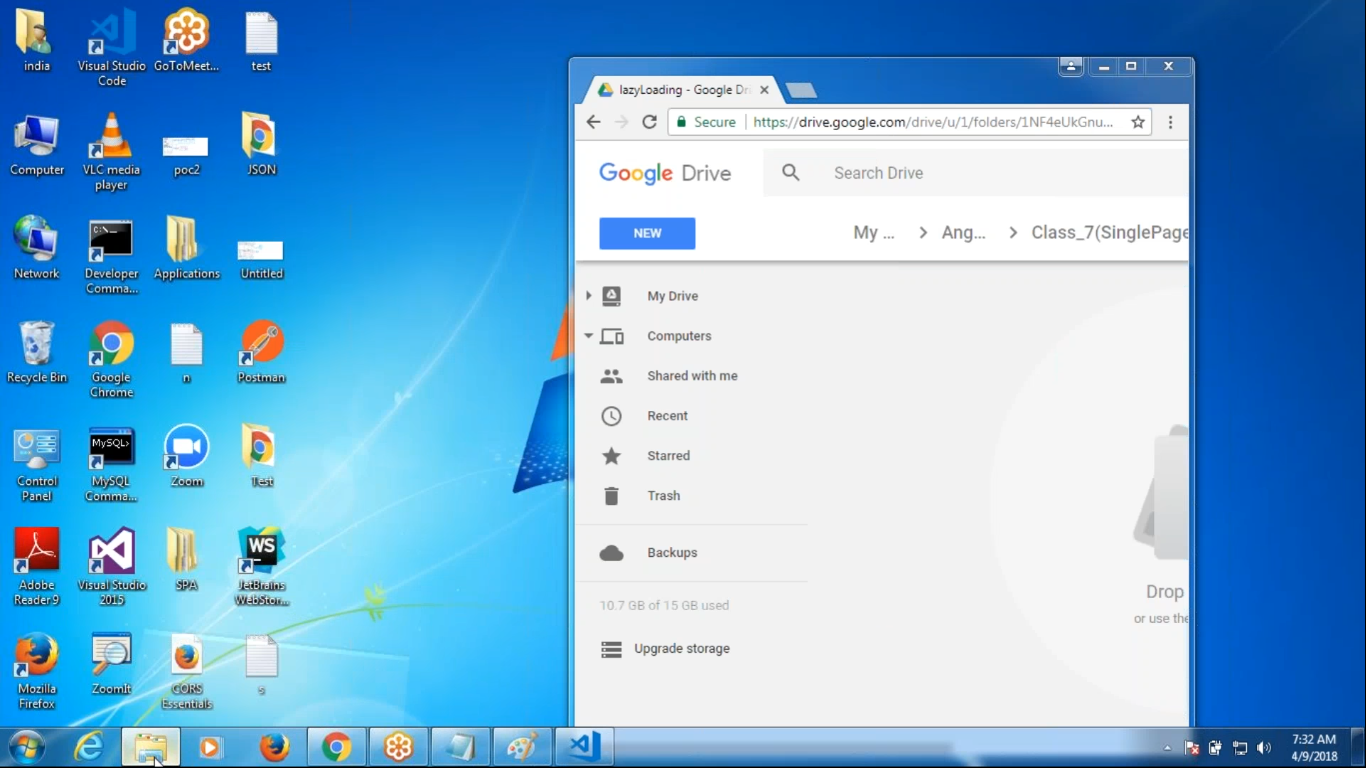 india
Visual Studio
Code
GoToMeet...
test
Computer
VLC media
player
poc2
JSON
Network
Developer
Comma...
Applications
Untitled
Recycle Bin
Google
Chrome
n
Postman
Control
Panel
MySQL>
MySQL
Comma...
Zoom
Test
Adobe
Reader 9
Visual Studio
2015
SPA
WS
JetBrains
WebStor...
Mozilla
Firefox
ZoomIt
CORS
Essentials
s
lazyLoading - Google Dri
Secure
https://drive.google.com/drive/u/1/folders/1NF4eUkGnu...
Google Drive
Search Drive
NEW
My ...
Ang...
Class_7(SinglePage
My Drive
Computers
Shared with me
Recent
Starred
Trash
Backups
10.7 GB of 15 GB used
Upgrade storage
Drop
or use the
7:32 AM
4/9/2018